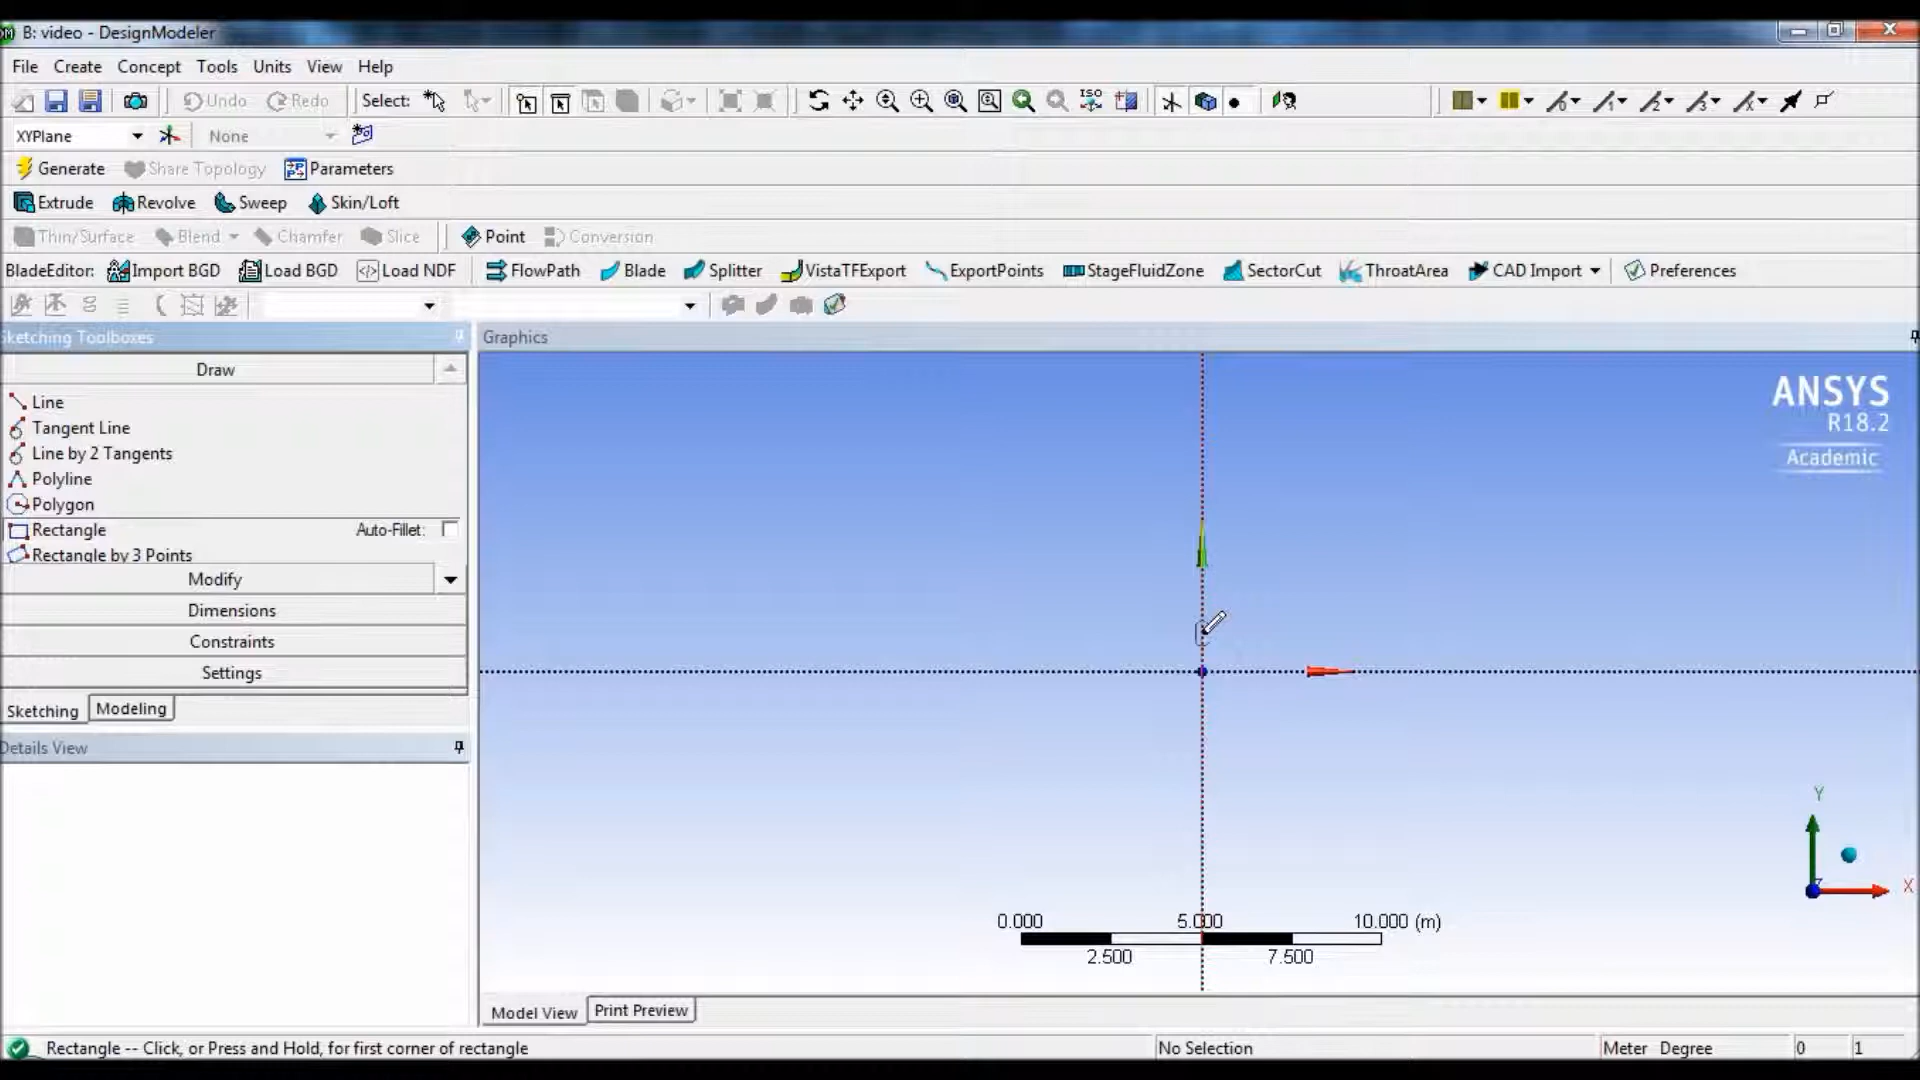 B: video - DesignModeler
File Create Concept Tools Units View Help
Undo Redo Select: ISO
XYPlane None
Generate Share Topology Parameters
Extrude Revolve Sweep Skin/Loft
Thin/Surface Blend Chamfer Slice Point Conversion
BladeEditor: Import BGD Load BGD Load NDF FlowPath Blade Splitter VistaTFExport ExportPoints StageFluidZone SectorCut ThroatArea CAD Import Preferences
Sketching Toolboxes
Draw
Line
Tangent Line
Line by 2 Tangents
Polyline
Polygon
Rectangle Auto-Fillet:
Rectangle by 3 Points
Modify
Dimensions
Constraints
Settings
Sketching Modeling
Details View
Graphics
ANSYS
R18.2
Academic
Y
X
0.000 5.000 10.000 (m)
2.500 7.500
Model View Print Preview
Rectangle -- Click, or Press and Hold, for first corner of rectangle No Selection Meter Degree 0 1